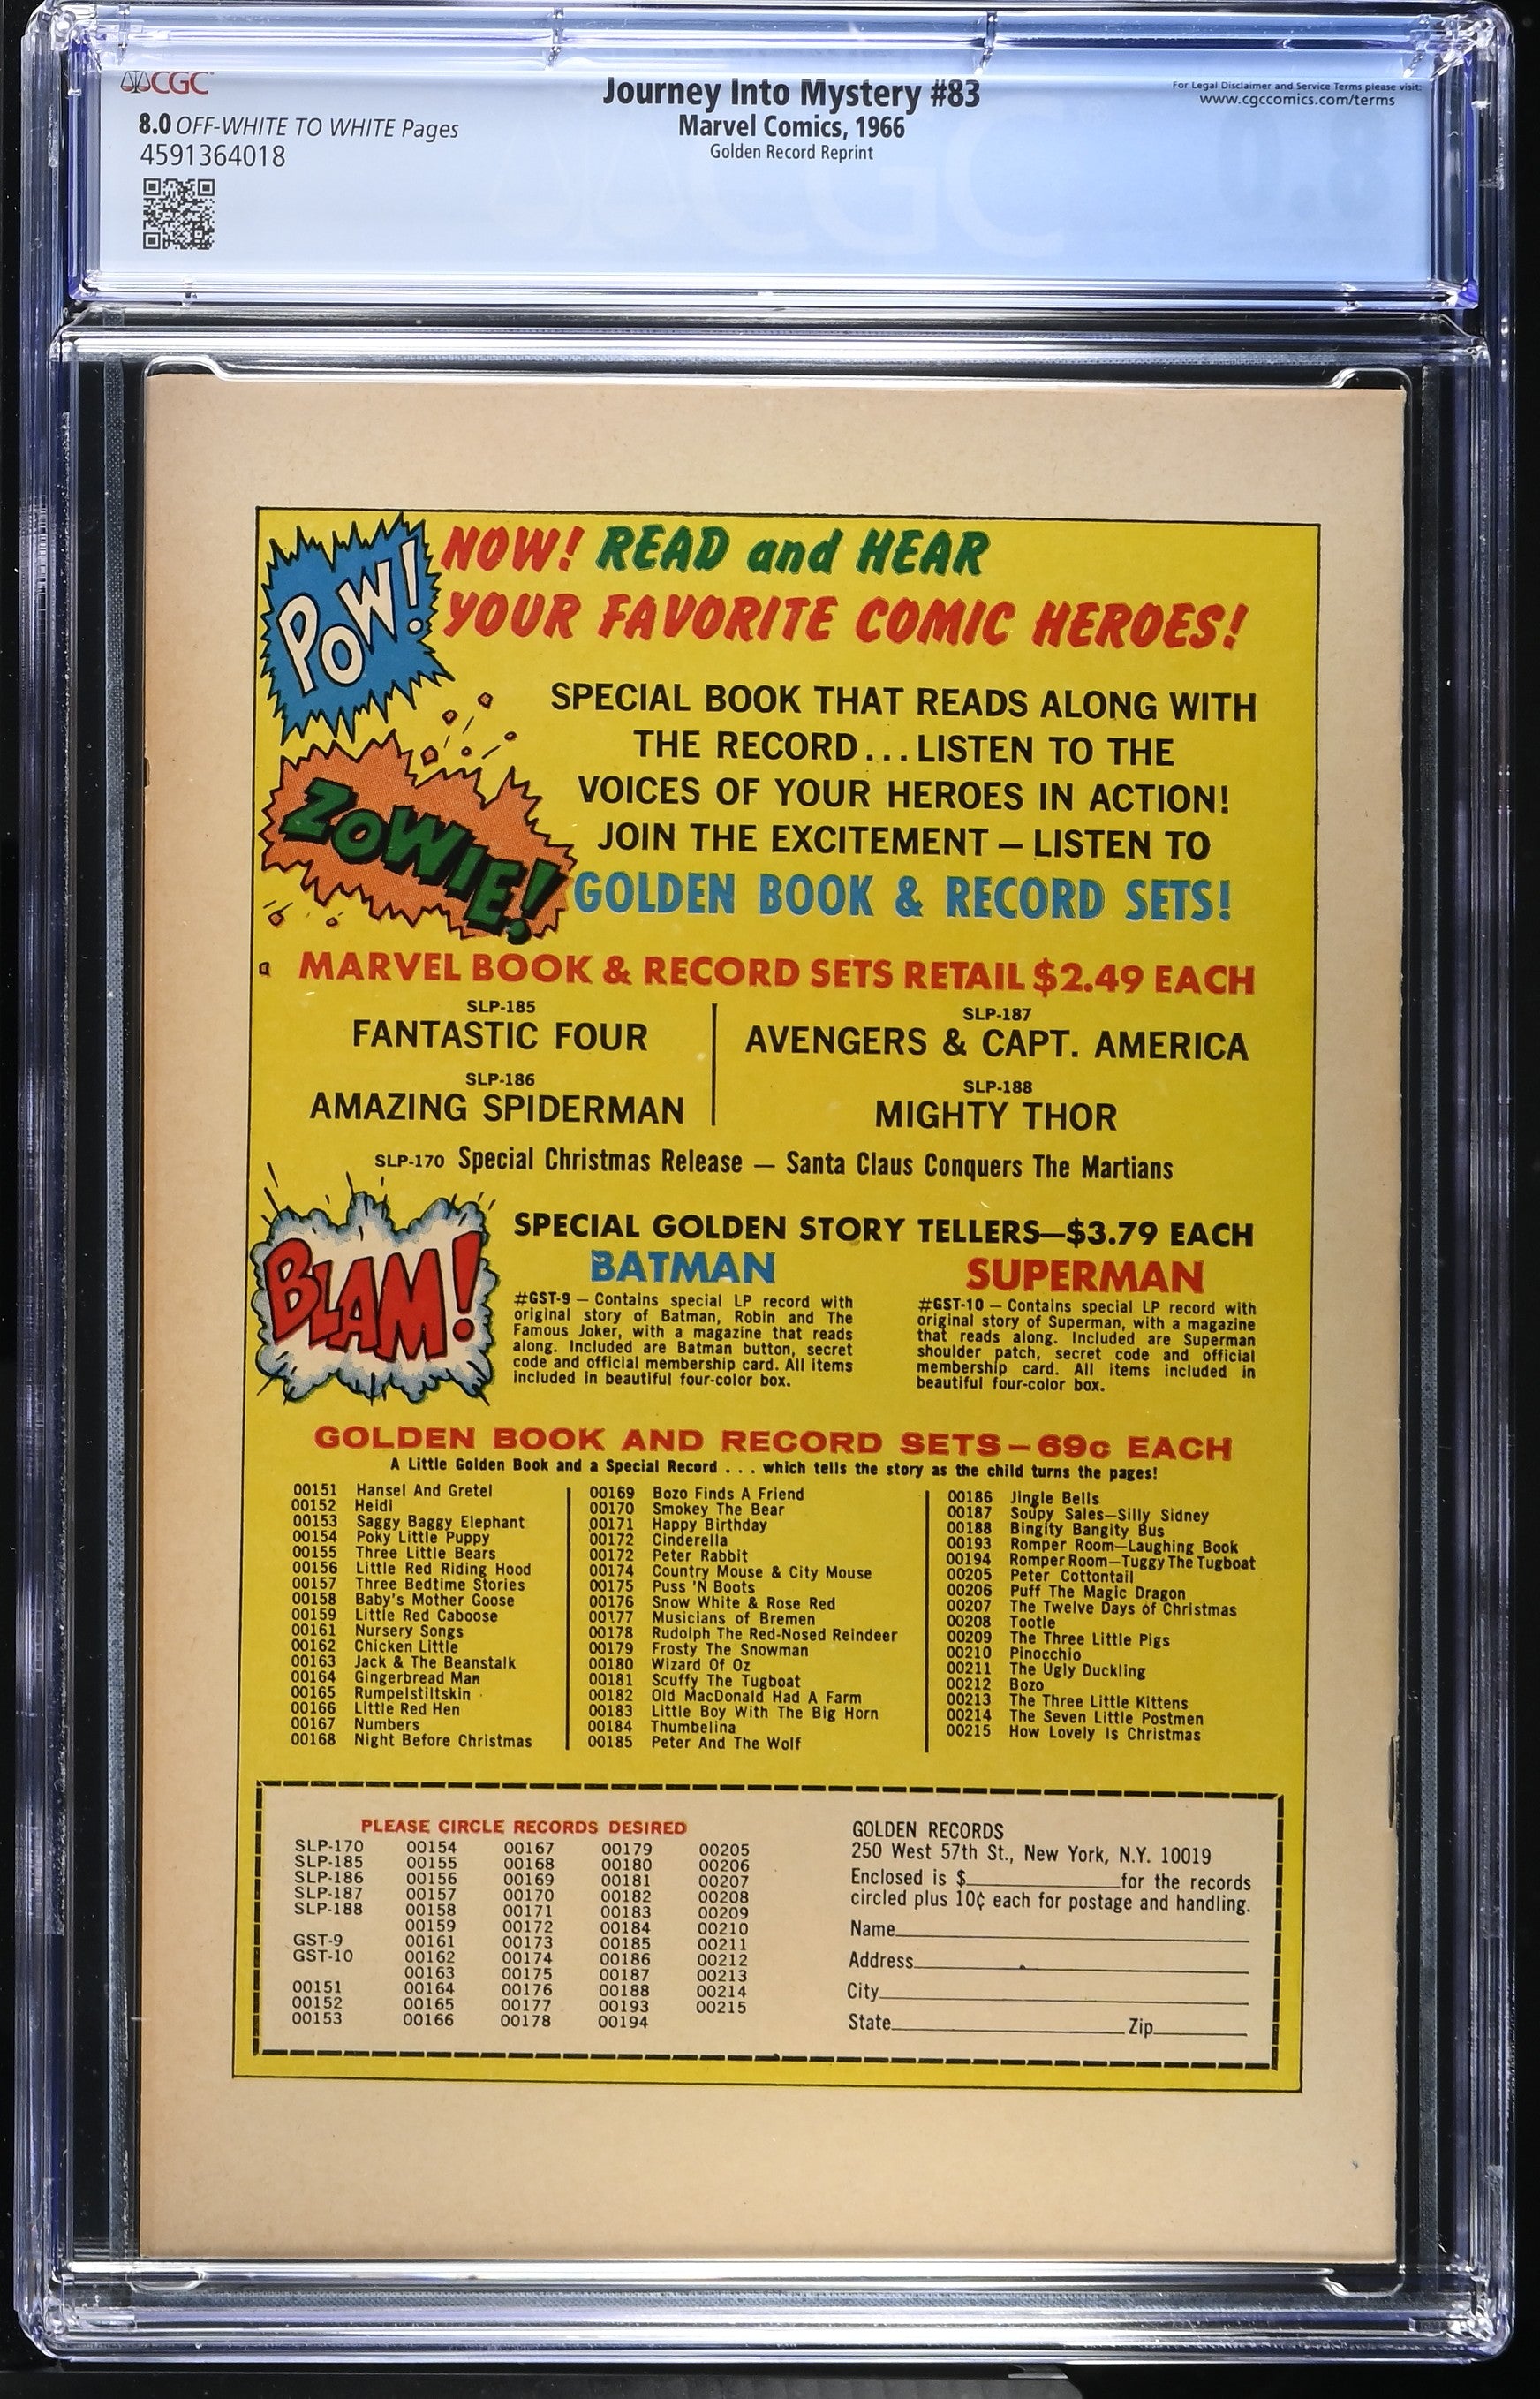 CGC
8.0 OFF-WHITE TO WHITE Pages
4591364018
Journey Into Mystery #83
Marvel Comics, 1966
Golden Record Reprint
For Legal Disclaimer and Service Terms please visit:
www.cgccomics.com/terms
POW!
NOW! READ and HEAR
YOUR FAVORITE COMIC HEROES!
SPECIAL BOOK THAT READS ALONG WITH
THE RECORD...LISTEN TO THE
VOICES OF YOUR HEROES IN ACTION!
JOIN THE EXCITEMENT — LISTEN TO
GOLDEN BOOK & RECORD SETS!
ZOWIE!
MARVEL BOOK & RECORD SETS RETAIL $2.49 EACH
SLP-185
FANTASTIC FOUR
SLP-186
AMAZING SPIDERMAN
SLP-187
AVENGERS & CAPT. AMERICA
SLP-188
MIGHTY THOR
SLP-170 Special Christmas Release — Santa Claus Conquers The Martians
BLAM!
SPECIAL GOLDEN STORY TELLERS—$3.79 EACH
BATMAN
#GST-9 — Contains special LP record with
original story of Batman, Robin and The
Famous Joker, with a magazine that reads
along. Included are Batman button, secret
code and official membership card. All items
included in beautiful four-color box.
SUPERMAN
#GST-10 — Contains special LP record with
original story of Superman, with a magazine
that reads along. Included are Superman
shoulder patch, secret code and official
membership card. All items included in
beautiful four-color box.
GOLDEN BOOK AND RECORD SETS—69c EACH
A Little Golden Book and a Special Record . . . which tells the story as the child turns the pages!
00151 Hansel And Gretel
00152 Heidi
00153 Saggy Baggy Elephant
00154 Poky Little Puppy
00155 Three Little Bears
00156 Little Red Riding Hood
00157 Three Bedtime Stories
00158 Baby's Mother Goose
00159 Little Red Caboose
00161 Nursery Songs
00162 Chicken Little
00163 Jack & The Beanstalk
00164 Gingerbread Man
00165 Rumpelstiltskin
00166 Little Red Hen
00167 Numbers
00168 Night Before Christmas
00169 Bozo Finds A Friend
00170 Smokey The Bear
00171 Happy Birthday
00172 Cinderella
00172 Peter Rabbit
00174 Country Mouse & City Mouse
00175 Puss 'N Boots
00176 Snow White & Rose Red
00177 Musicians of Bremen
00178 Rudolph The Red-Nosed Reindeer
00179 Frosty The Snowman
00180 Wizard Of Oz
00181 Scuffy The Tugboat
00182 Old MacDonald Had A Farm
00183 Little Boy With The Big Horn
00184 Thumbelina
00185 Peter And The Wolf
00186 Jingle Bells
00187 Soupy Sales—Silly Sidney
00188 Bingity Bangity Bus
00193 Romper Room—Laughing Book
00194 Romper Room—Tuggy The Tugboat
00205 Peter Cottontail
00206 Puff The Magic Dragon
00207 The Twelve Days of Christmas
00208 Tootle
00209 The Three Little Pigs
00210 Pinocchio
00211 The Ugly Duckling
00212 Bozo
00213 The Three Little Kittens
00214 The Seven Little Postmen
00215 How Lovely Is Christmas
PLEASE CIRCLE RECORDS DESIRED
SLP-170 00154 00167 00179 00205
SLP-185 00155 00168 00180 00206
SLP-186 00156 00169 00181 00207
SLP-187 00157 00170 00182 00208
SLP-188 00158 00171 00183 00209
00159 00172 00184 00210
GST-9 00161 00173 00185 00211
GST-10 00162 00174 00186 00212
00163 00175 00187 00213
00151 00164 00176 00188 00214
00152 00165 00177 00193 00215
00153 00166 00178 00194
GOLDEN RECORDS
250 West 57th St., New York, N.Y. 10019
Enclosed is $ for the records
circled plus 10¢ each for postage and handling.
Name
Address
City
State Zip